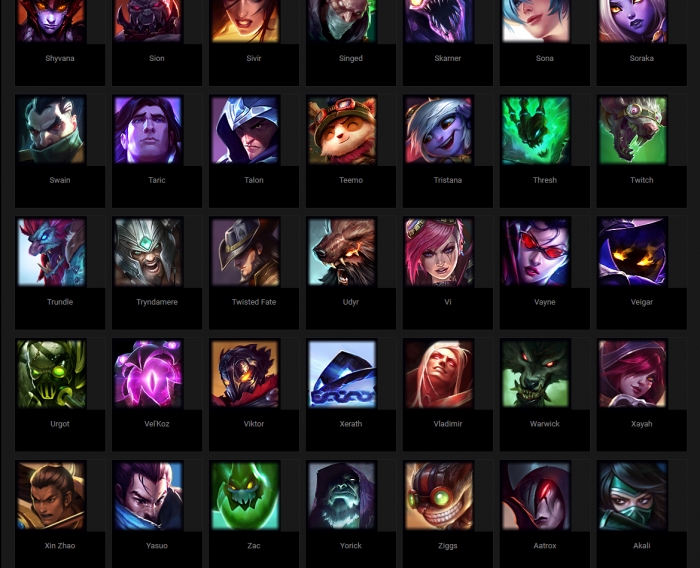 Shyvana Sion Sivir Singed Skarner Sona Soraka
Swain Taric Talon Teemo Tristana Thresh Twitch
Trundle Tryndamere Twisted Fate Udyr Vi Vayne Veigar
Urgot Vel'Koz Viktor Xerath Vladimir Warwick Xayah
Xin Zhao Yasuo Zac Yorick Ziggs Aatrox Akali